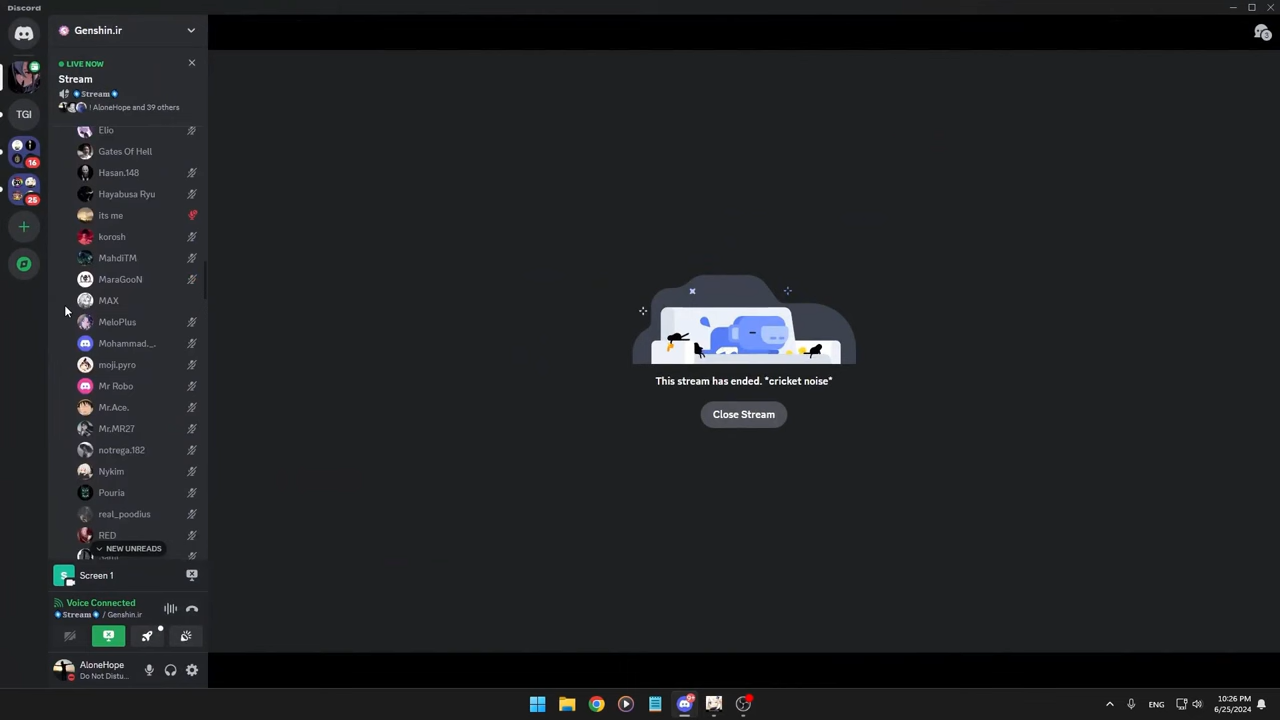 Discord
Genshin.ir
LIVE NOW
Stream
Stream
! AloneHope and 39 others
TGI
16
25
Elio
Gates Of Hell
Hasan.148
Hayabusa Ryu
its me
korosh
MahdiTM
MaraGooN
MAX
MeloPlus
Mohammad._.
moji.pyro
Mr Robo
Mr.Ace.
Mr.MR27
notrega.182
Nykim
Pouria
real_poodius
RED
NEW UNREADS
S
Screen 1
Voice Connected
Stream / Genshin.ir
AloneHope
Do Not Distu...
This stream has ended. *cricket noise*
Close Stream
ENG
10:26 PM
6/25/2024